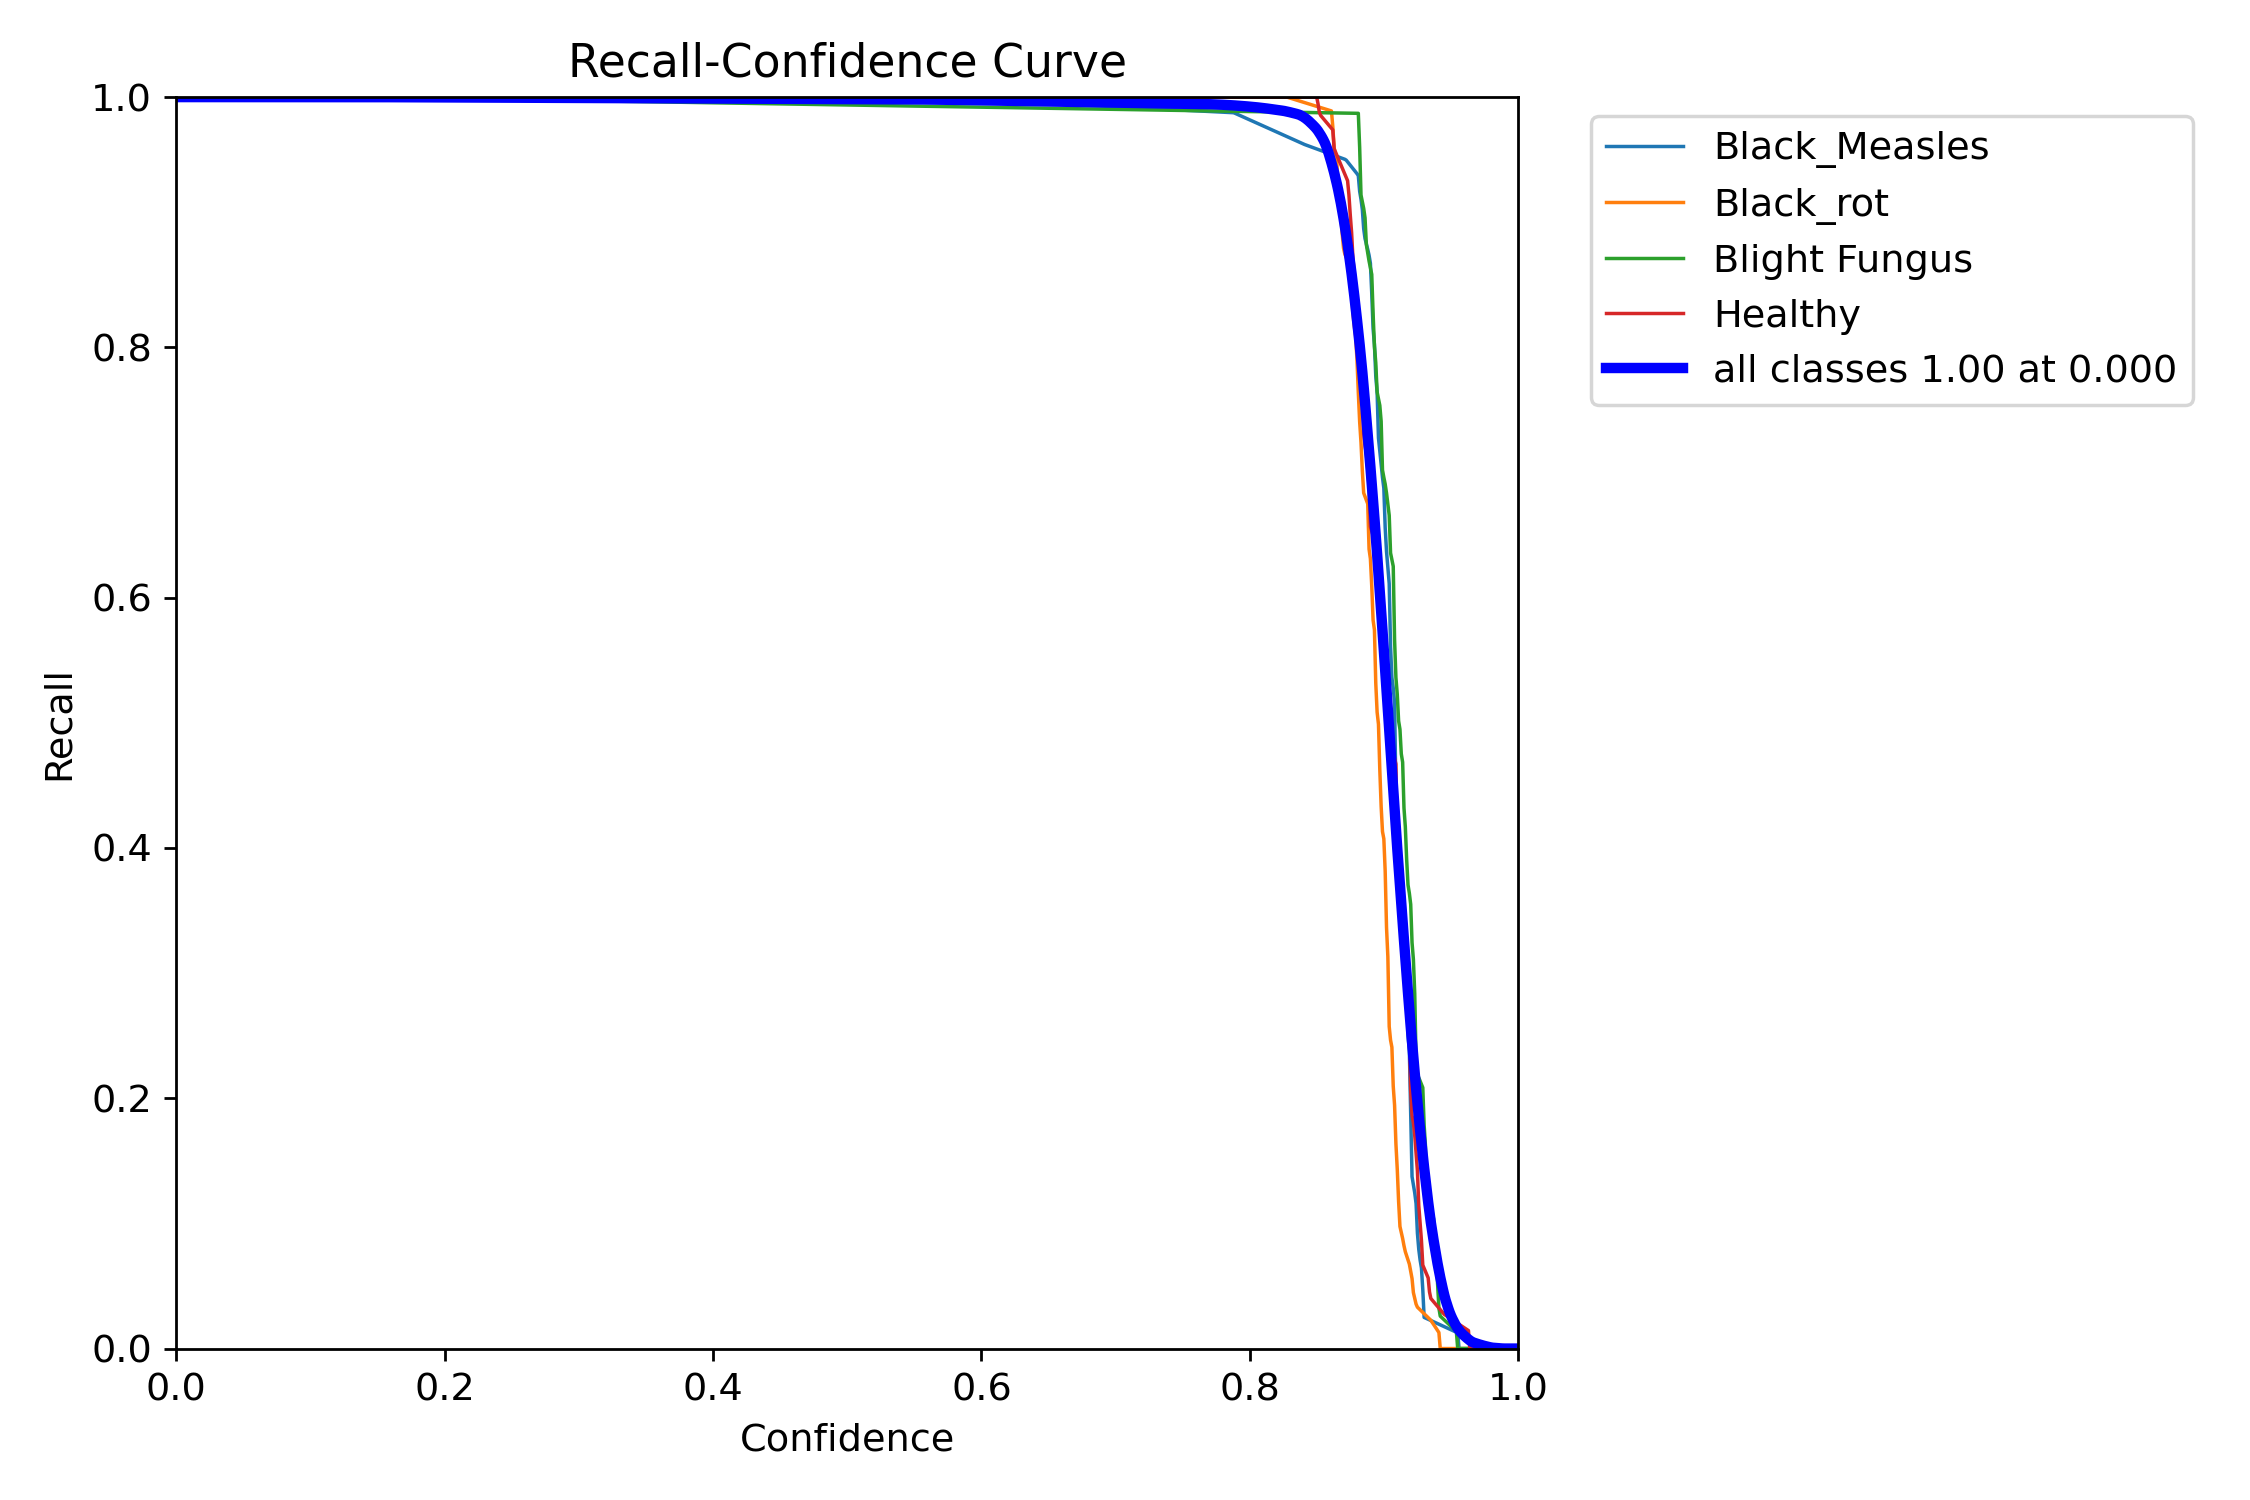 Recall-Confidence Curve
1.0
0.8
0.6
0.4
0.2
0.0
Recall
0.0 0.2 0.4 0.6 0.8 1.0
Confidence
Black_Measles
Black_rot
Blight Fungus
Healthy
all classes 1.00 at 0.000